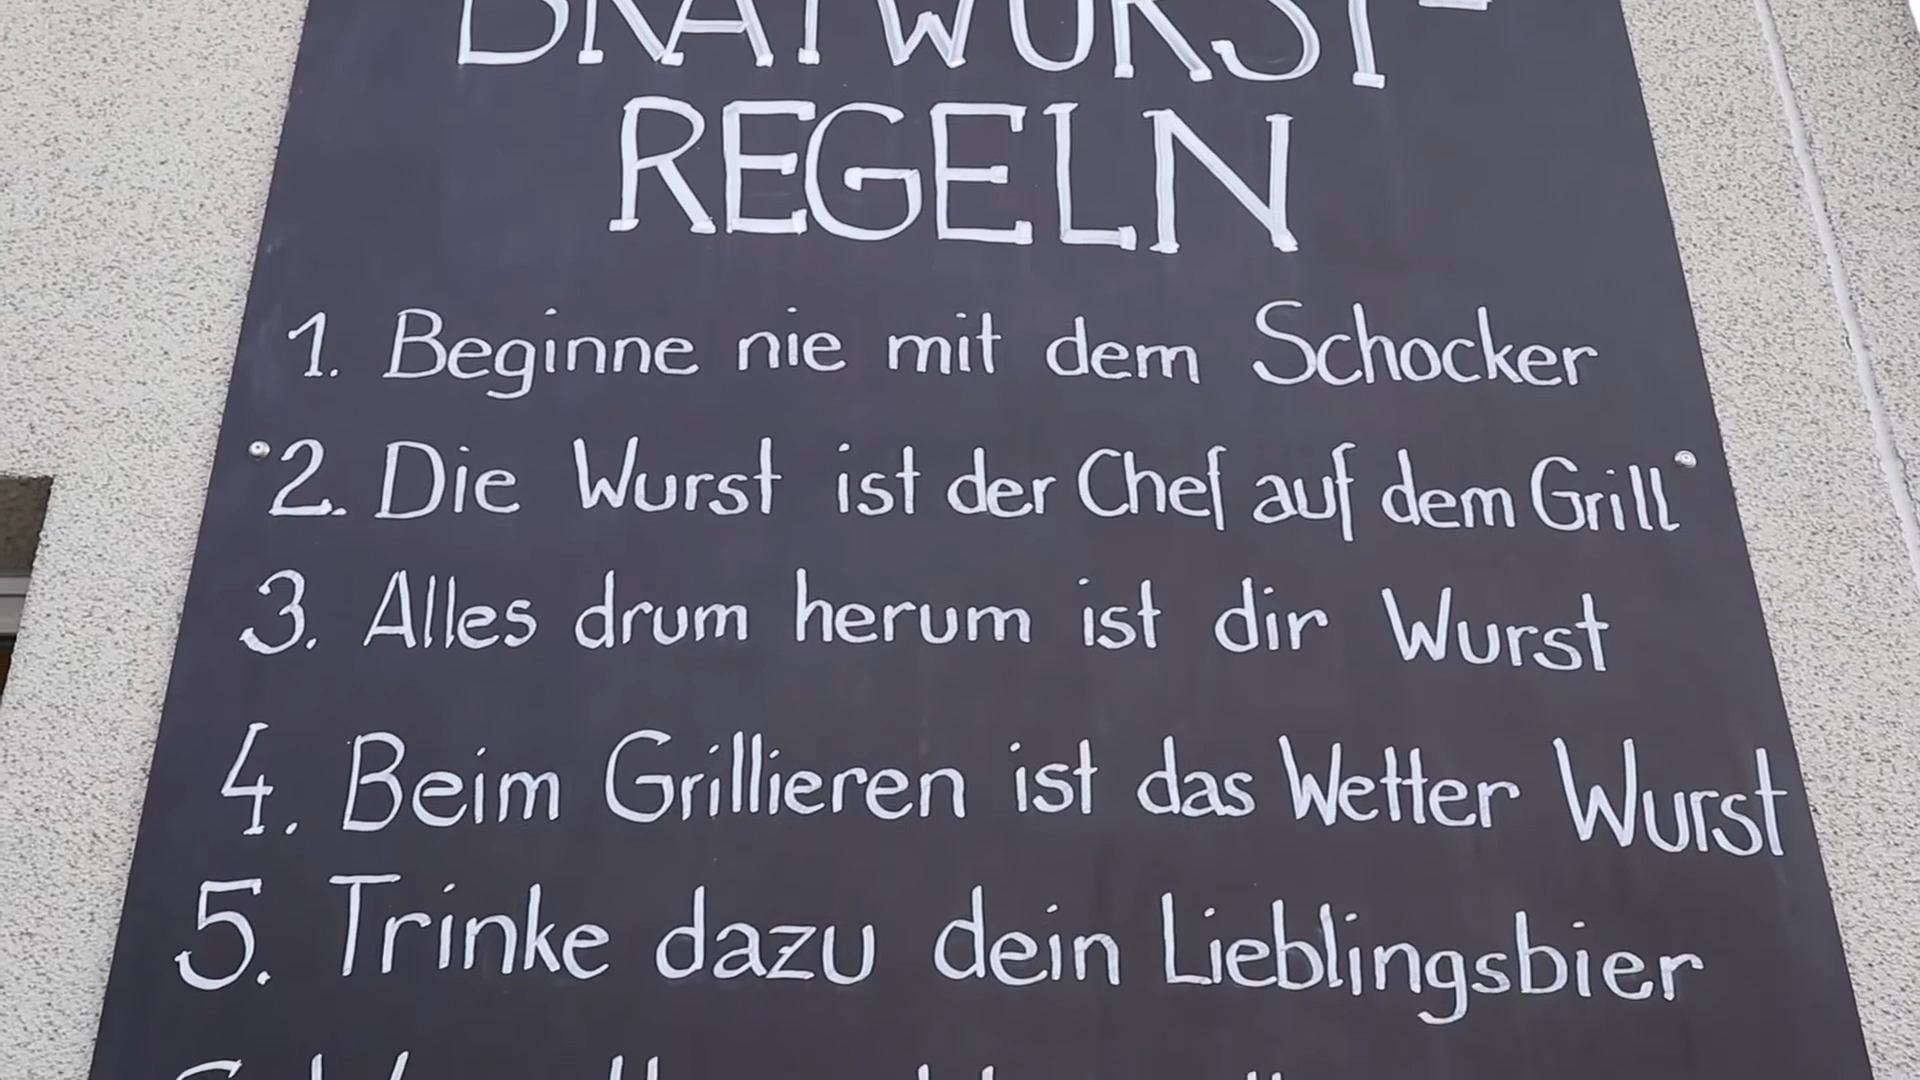 BRATWURST-
REGELN
1. Beginne nie mit dem Schocker
2. Die Wurst ist der Chef auf dem Grill
3. Alles drum herum ist dir Wurst
4. Beim Grillieren ist das Wetter Wurst
5. Trinke dazu dein Lieblingsbier